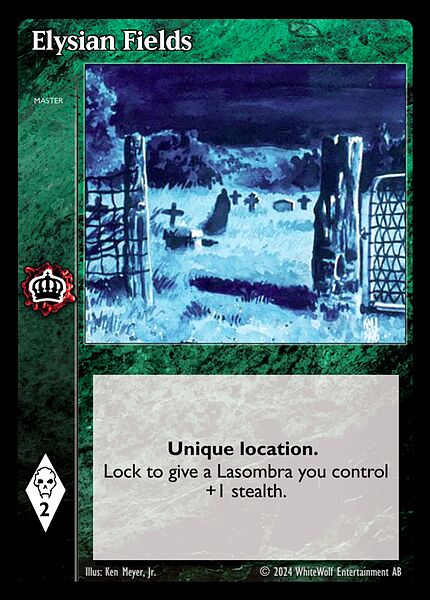 Elysian Fields
MASTER
2
Unique location.
Lock to give a Lasombra you control
+1 stealth.
Illus: Ken Meyer, Jr.
© 2024 WhiteWolf Entertainment AB